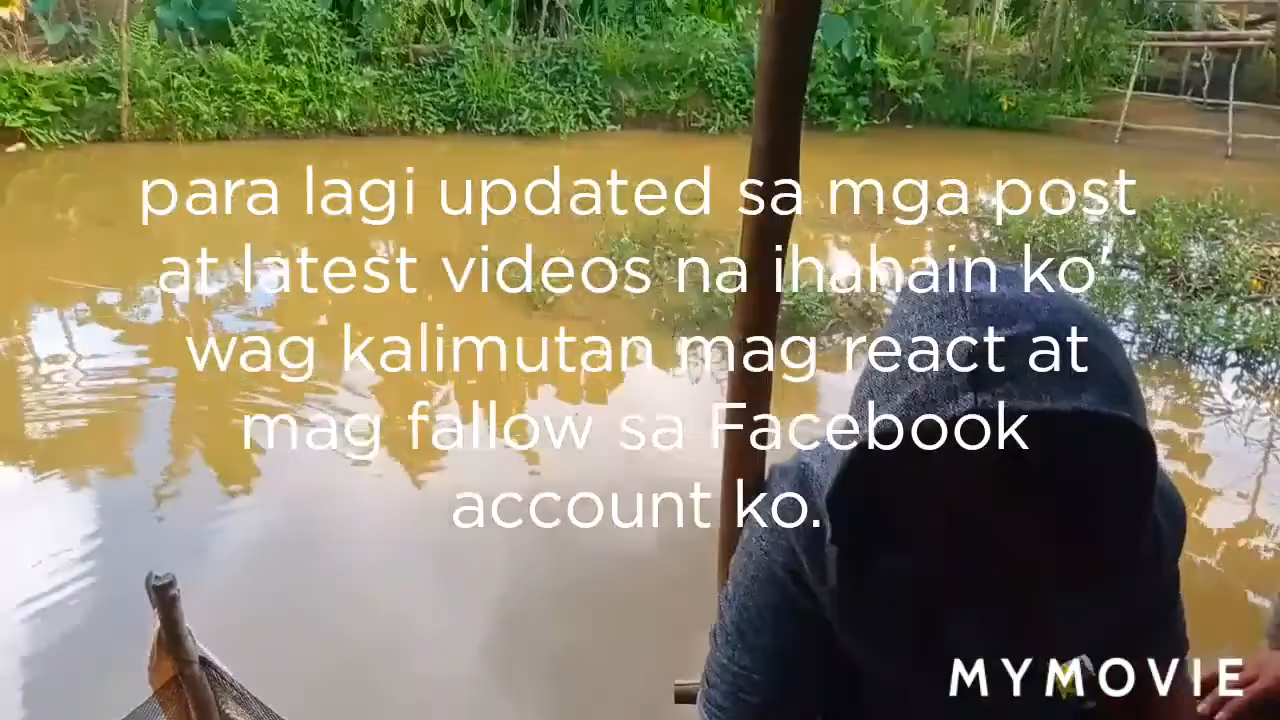 para lagi updated sa mga post
at latest videos na ihahain ko'
wag kalimutan mag react at
mag fallow sa Facebook
account ko.
MYMOVIE